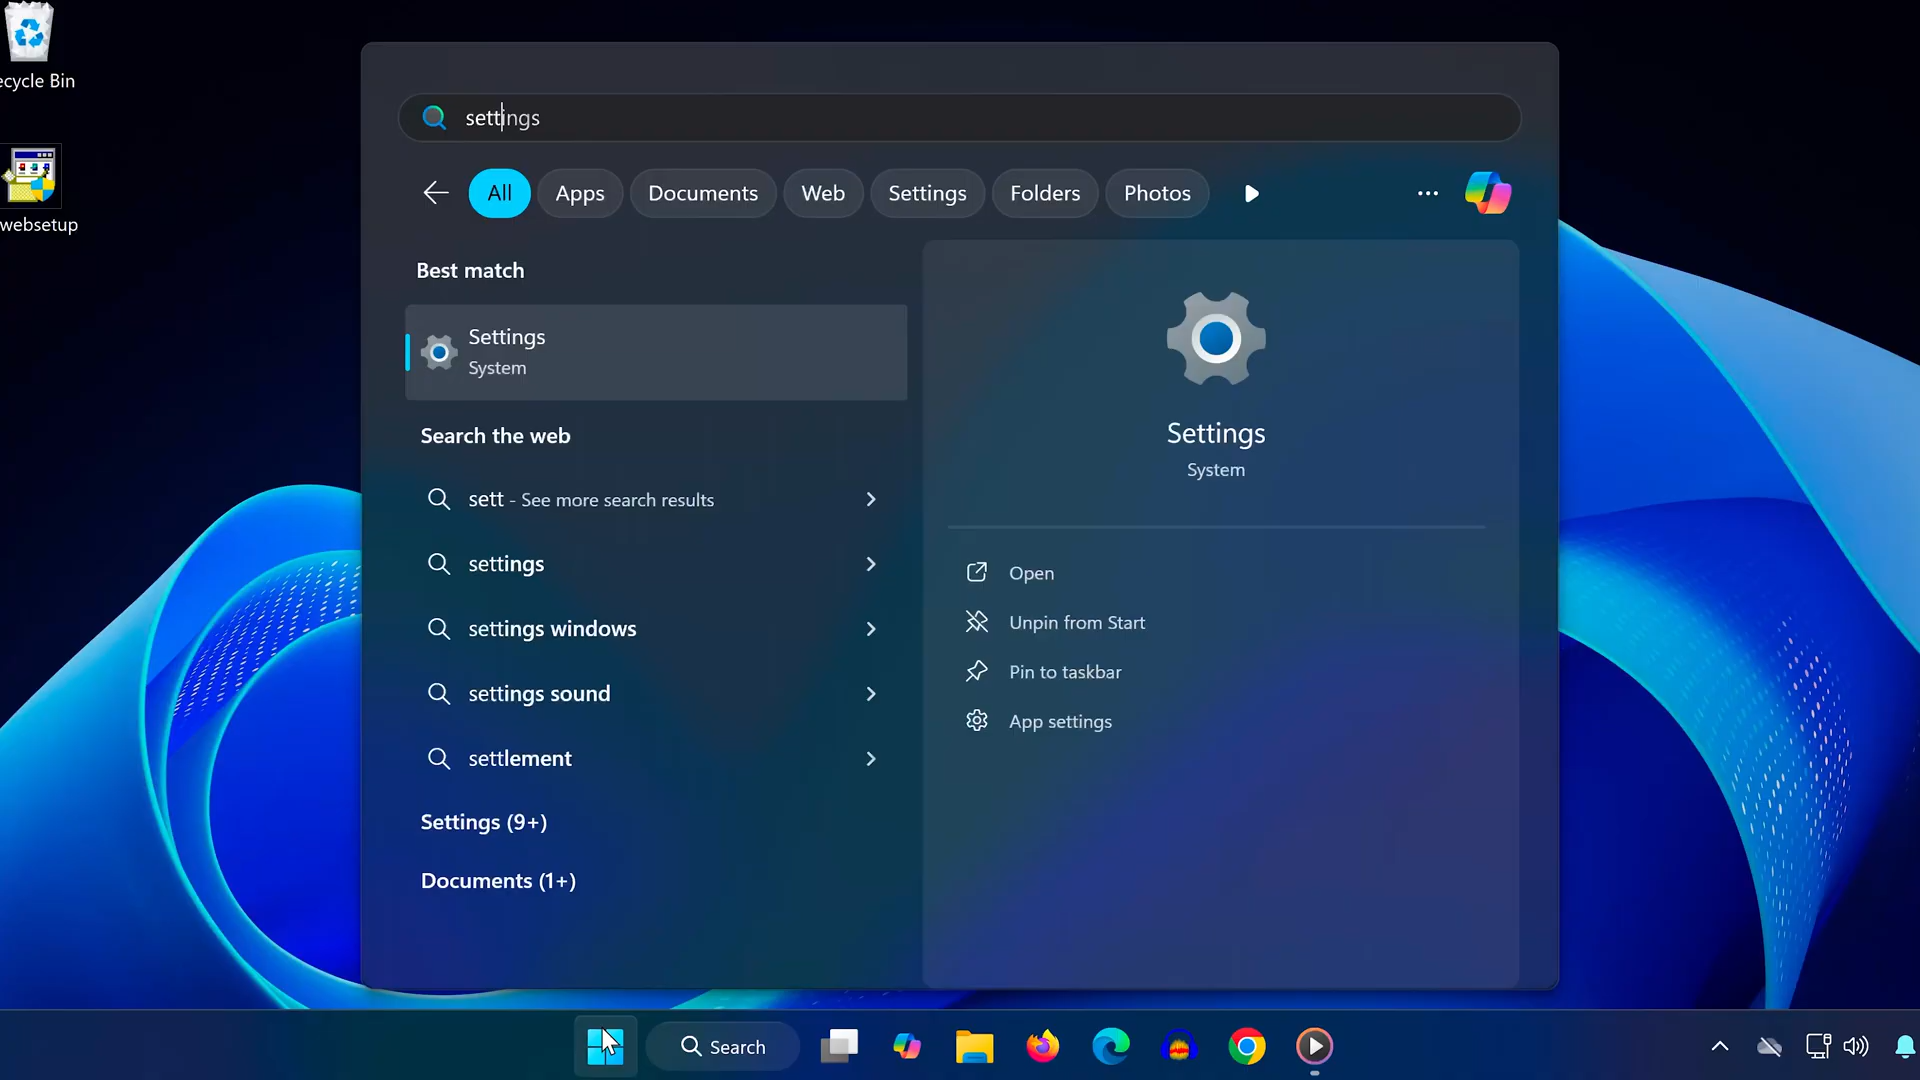 ecycle Bin
websetup
settings
All
Apps
Documents
Web
Settings
Folders
Photos
Best match
Settings
System
Search the web
sett - See more search results
settings
settings windows
settings sound
settlement
Settings (9+)
Documents (1+)
Settings
System
Open
Unpin from Start
Pin to taskbar
App settings
Search